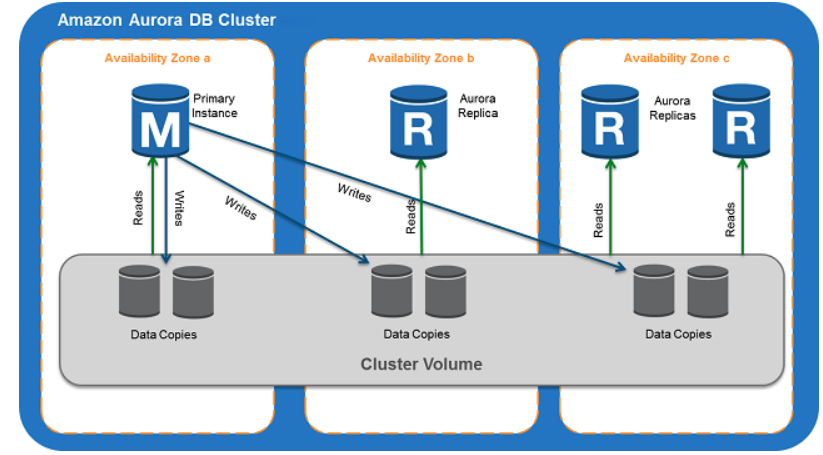 Amazon Aurora DB Cluster
Availability Zone a
Availability Zone b
Availability Zone c
Primary
Instance
M
Aurora
Replica
R
R
Aurora
Replicas
R
Reads
Writes
Writes
Writes
Reads
Reads
Reads
Data Copies
Data Copies
Data Copies
Cluster Volume